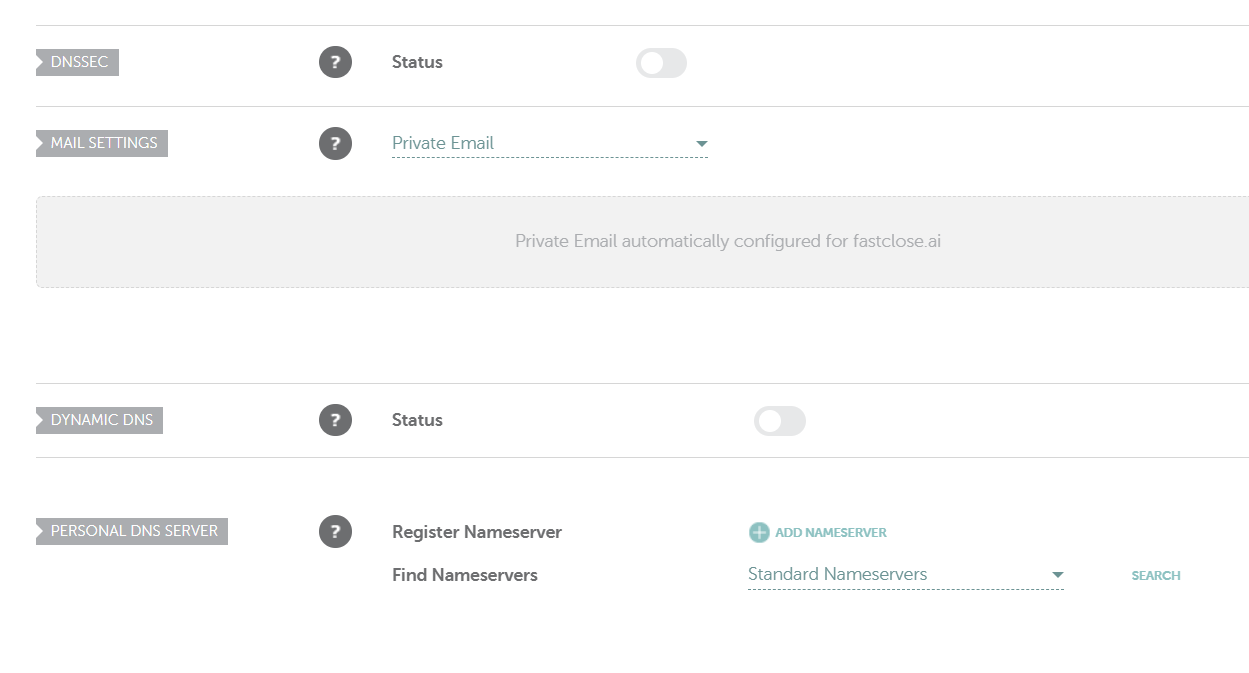 DNSSEC
?
Status
MAIL SETTINGS
?
Private Email
Private Email automatically configured for fastclose.ai
DYNAMIC DNS
?
Status
PERSONAL DNS SERVER
?
Register Nameserver
ADD NAMESERVER
Find Nameservers
Standard Nameservers
SEARCH